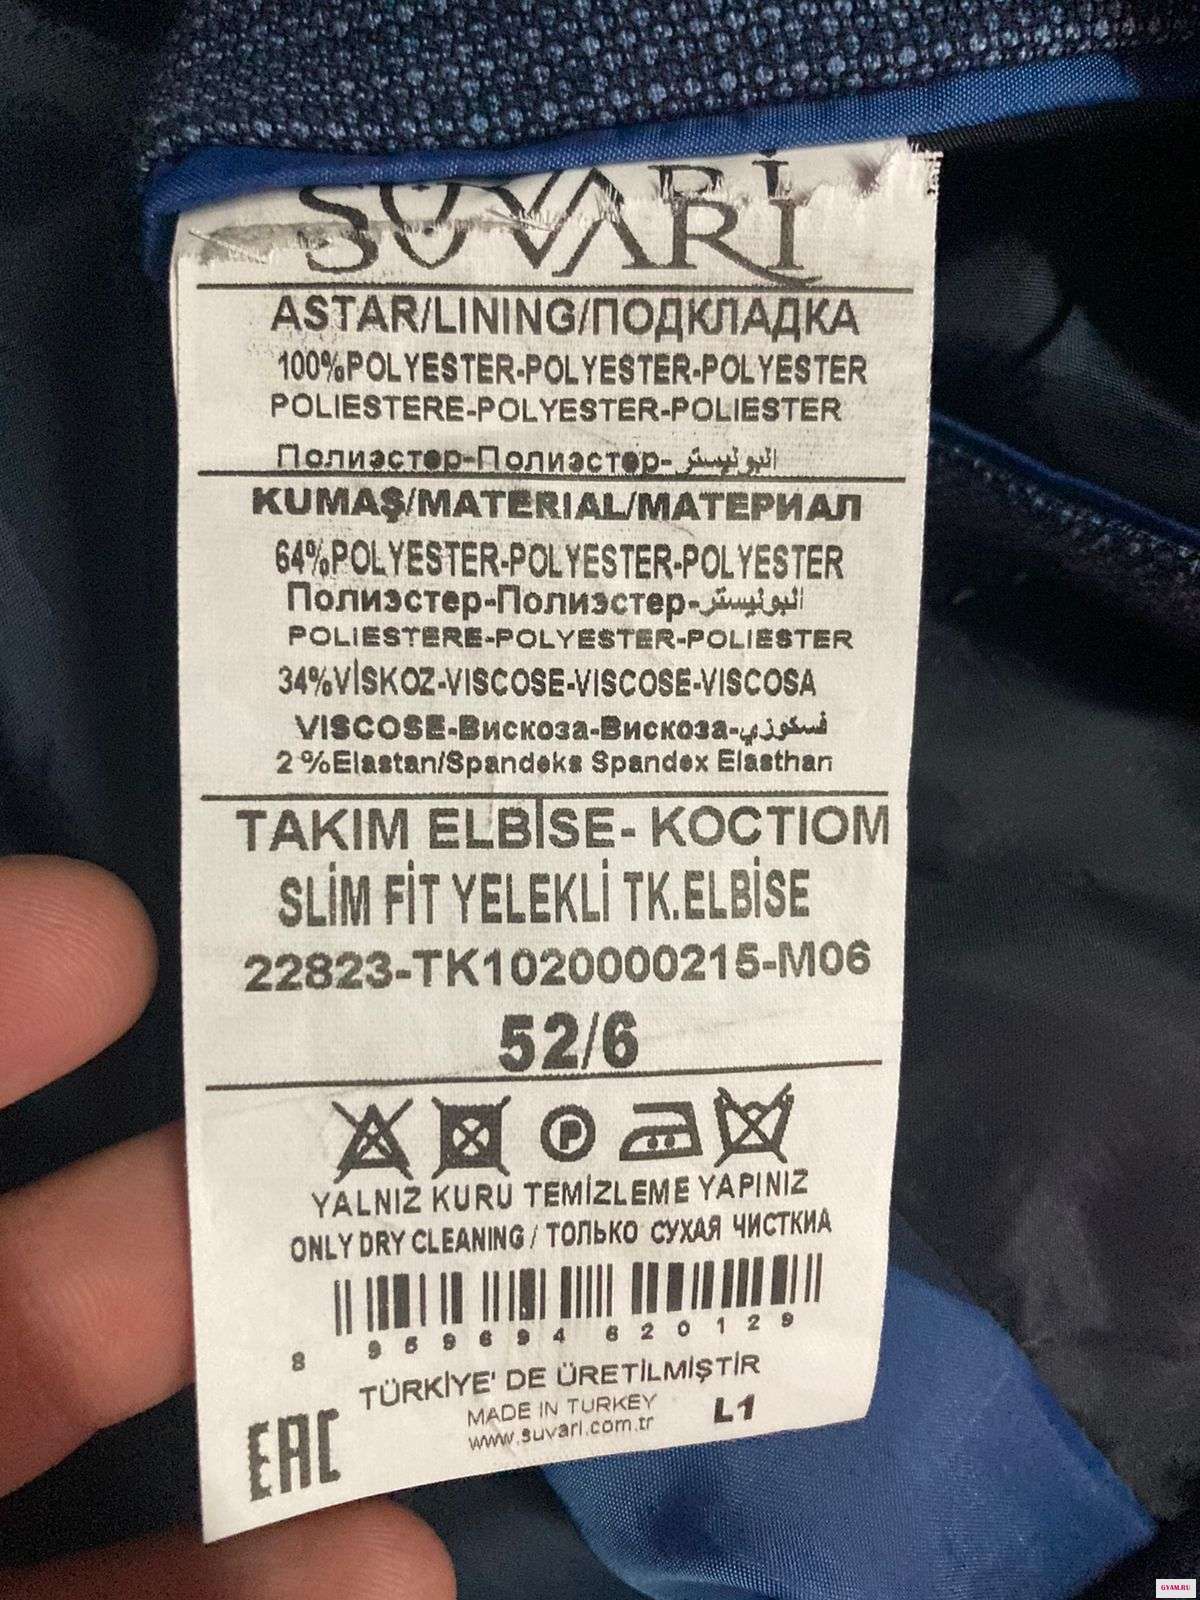 SÜVARİ
ASTAR/LINING/ПОДКЛАДКА
100%POLYESTER-POLYESTER-POLYESTER
POLIESTERE-POLYESTER-POLIESTER
Полиэстер-Полиэстер-البوليستر
KUMAŞ/MATERIAL/МАТЕРИАЛ
64%POLYESTER-POLYESTER-POLYESTER
Полиэстер-Полиэстер-البوليستر
POLIESTERE-POLYESTER-POLIESTER
34%VİSKOZ-VISCOSE-VISCOSE-VISCOSA
VISCOSE-Вискоза-Вискоза-فسكوزي
2 %Elastan/Spandeks Spandex Elasthan
TAKIM ELBİSE- KOCTIOM
SLİM FİT YELEKLİ TK.ELBİSE
22823-TK1020000215-M06
52/6
P
YALNIZ KURU TEMİZLEME YAPINIZ
ONLY DRY CLEANING / ТОЛЬКО СУХАЯ ЧИСТКИА
TÜRKİYE' DE ÜRETİLMİŞTİR
MADE IN TURKEY
L1
www.suvari.com.tr
EAC
GYAM.RU